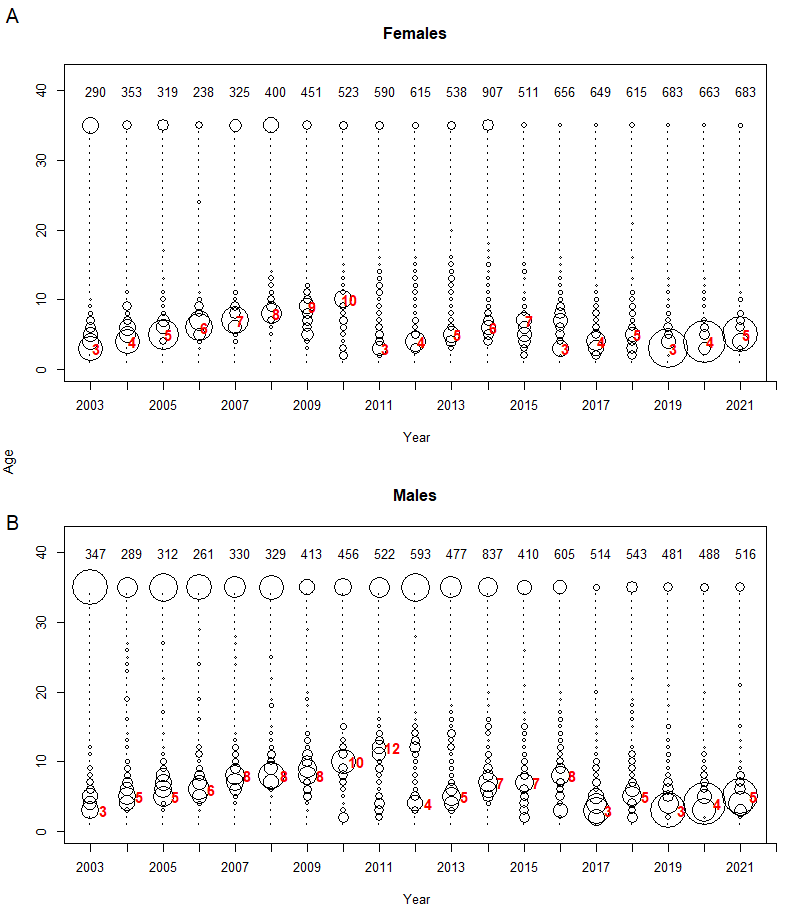 A
Females
40 290 353 319 238 325 400 451 523 590 615 538 907 511 656 649 615 683 663 683
30
20
10
0
3 4 5 6 7 8 9 10 3 4 5 6 7 3 4 5 3 4 5
2003 2005 2007 2009 2011 2013 2015 2017 2019 2021
Year
Age
B
Males
40 347 289 312 261 330 329 413 456 522 593 477 837 410 605 514 543 481 488 516
30
20
10
0
3 5 5 6 8 8 8 10 12 4 5 7 7 8 3 5 3 4 5
2003 2005 2007 2009 2011 2013 2015 2017 2019 2021
Year